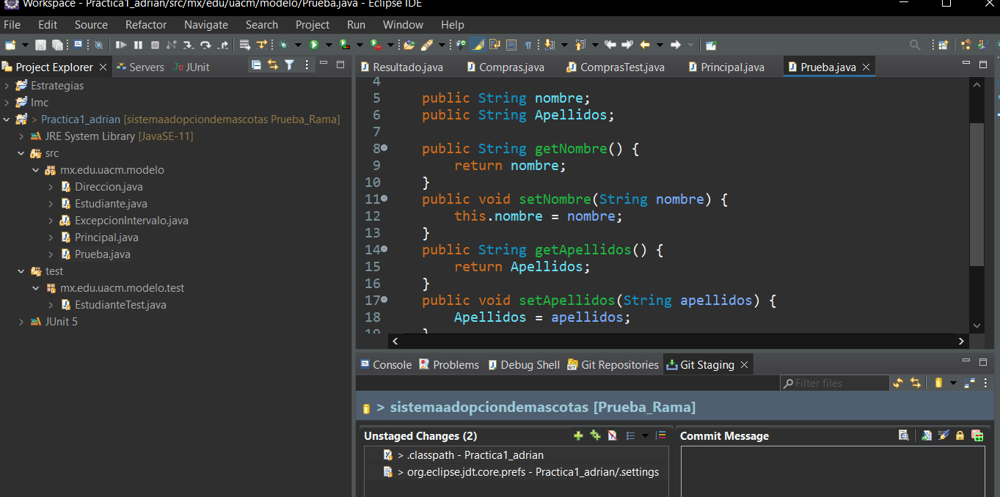 Workspace - Practica1_adrian/src/mx/edu/uacm/modelo/Prueba.java - Eclipse IDE
File Edit Source Refactor Navigate Search Project Run Window Help
Project Explorer Servers JUnit
Estrategias
Imc
> Practica1_adrian [sistemaadopciondemascotas Prueba_Rama]
JRE System Library [JavaSE-11]
src
mx.edu.uacm.modelo
Direccion.java
Estudiante.java
ExcepcionIntervalo.java
Principal.java
Prueba.java
test
mx.edu.uacm.modelo.test
EstudianteTest.java
JUnit 5
Resultado.java Compras.java ComprasTest.java Principal.java Prueba.java
4
5 public String nombre;
6 public String Apellidos;
7
8 public String getNombre() {
9 return nombre;
10 }
11 public void setNombre(String nombre) {
12 this.nombre = nombre;
13 }
14 public String getApellidos() {
15 return Apellidos;
16 }
17 public void setApellidos(String apellidos) {
18 Apellidos = apellidos;
19 }
Console Problems Debug Shell Git Repositories Git Staging
Filter files
> sistemaadopciondemascotas [Prueba_Rama]
Unstaged Changes (2)
> .classpath - Practica1_adrian
> org.eclipse.jdt.core.prefs - Practica1_adrian/.settings
Commit Message